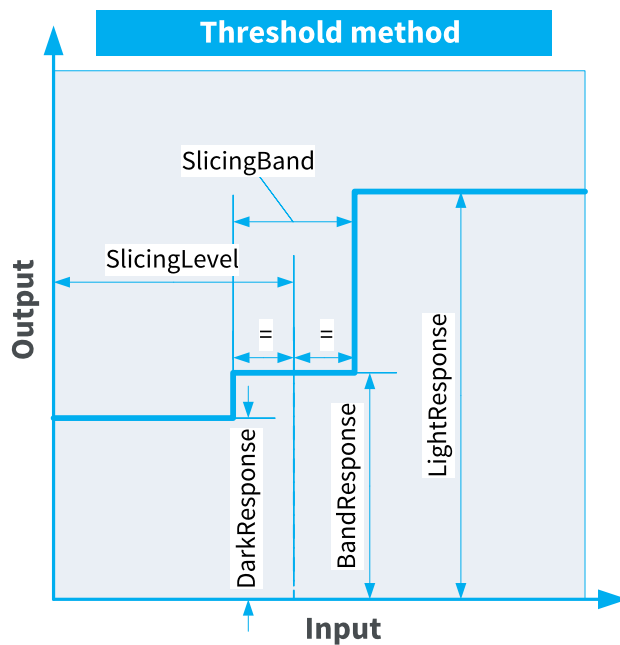 Threshold method
SlicingBand
SlicingLevel
= =
Output
LightResponse
BandResponse
DarkResponse
Input